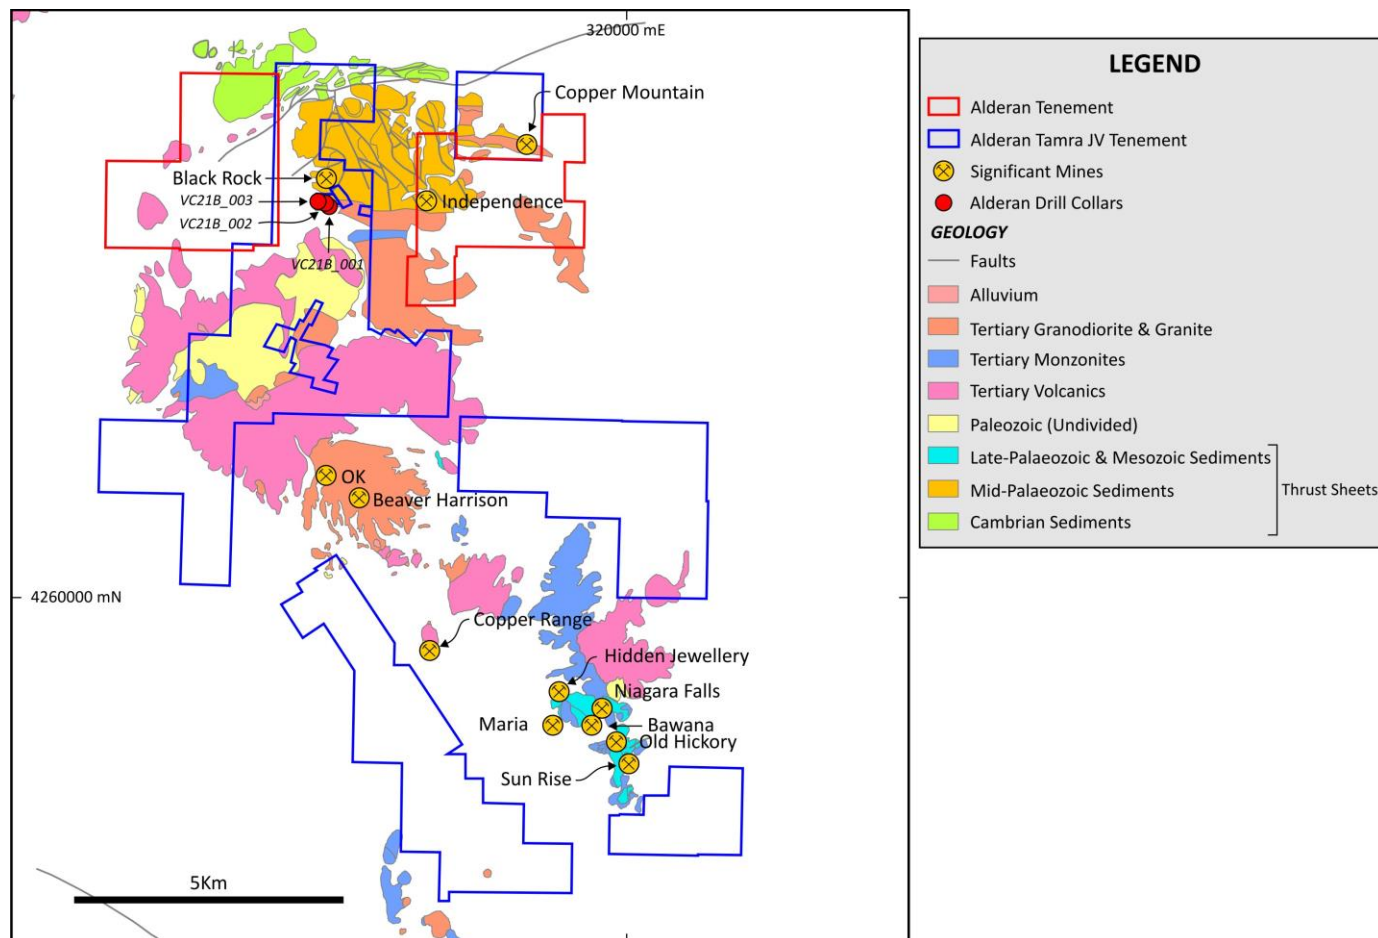 320000 mE
Copper Mountain
Black Rock
VC21B_003
Independence
VC21B_002
VC21B_001
OK
Beaver Harrison
4260000 mN
Copper Range
Hidden Jewellery
Niagara Falls
Maria
Bawana
Old Hickory
Sun Rise
5Km
LEGEND
Alderan Tenement
Alderan Tamra JV Tenement
Significant Mines
Alderan Drill Collars
GEOLOGY
Faults
Alluvium
Tertiary Granodiorite & Granite
Tertiary Monzonites
Tertiary Volcanics
Paleozoic (Undivided)
Late-Palaeozoic & Mesozoic Sediments
Mid-Palaeozoic Sediments
Thrust Sheets
Cambrian Sediments